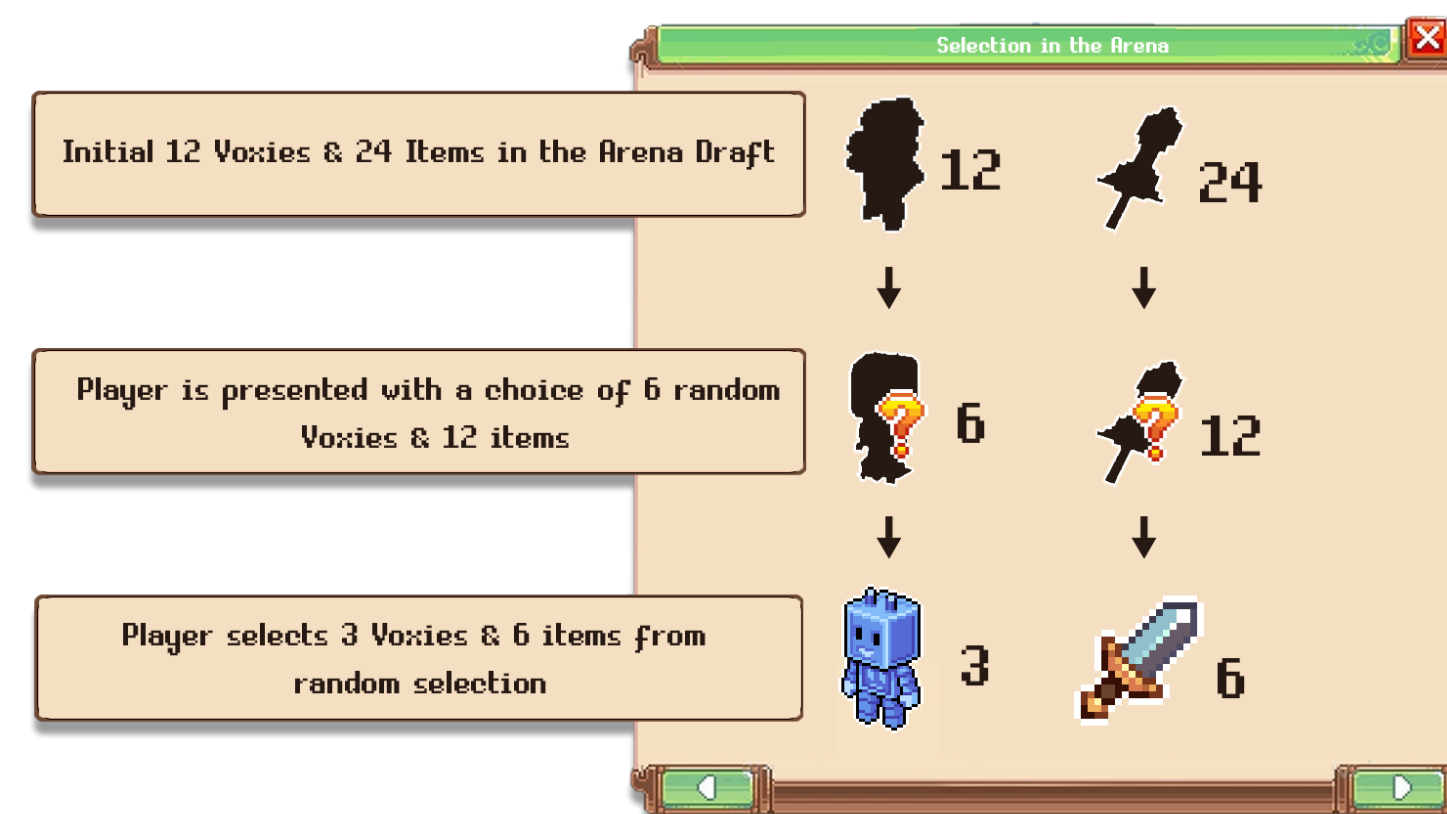 Selection in the Arena
Initial 12 Voxies & 24 Items in the Arena Draft
12
24
Player is presented with a choice of 6 random
Voxies & 12 items
?
6
?
12
Player selects 3 Voxies & 6 items from
random selection
3
6